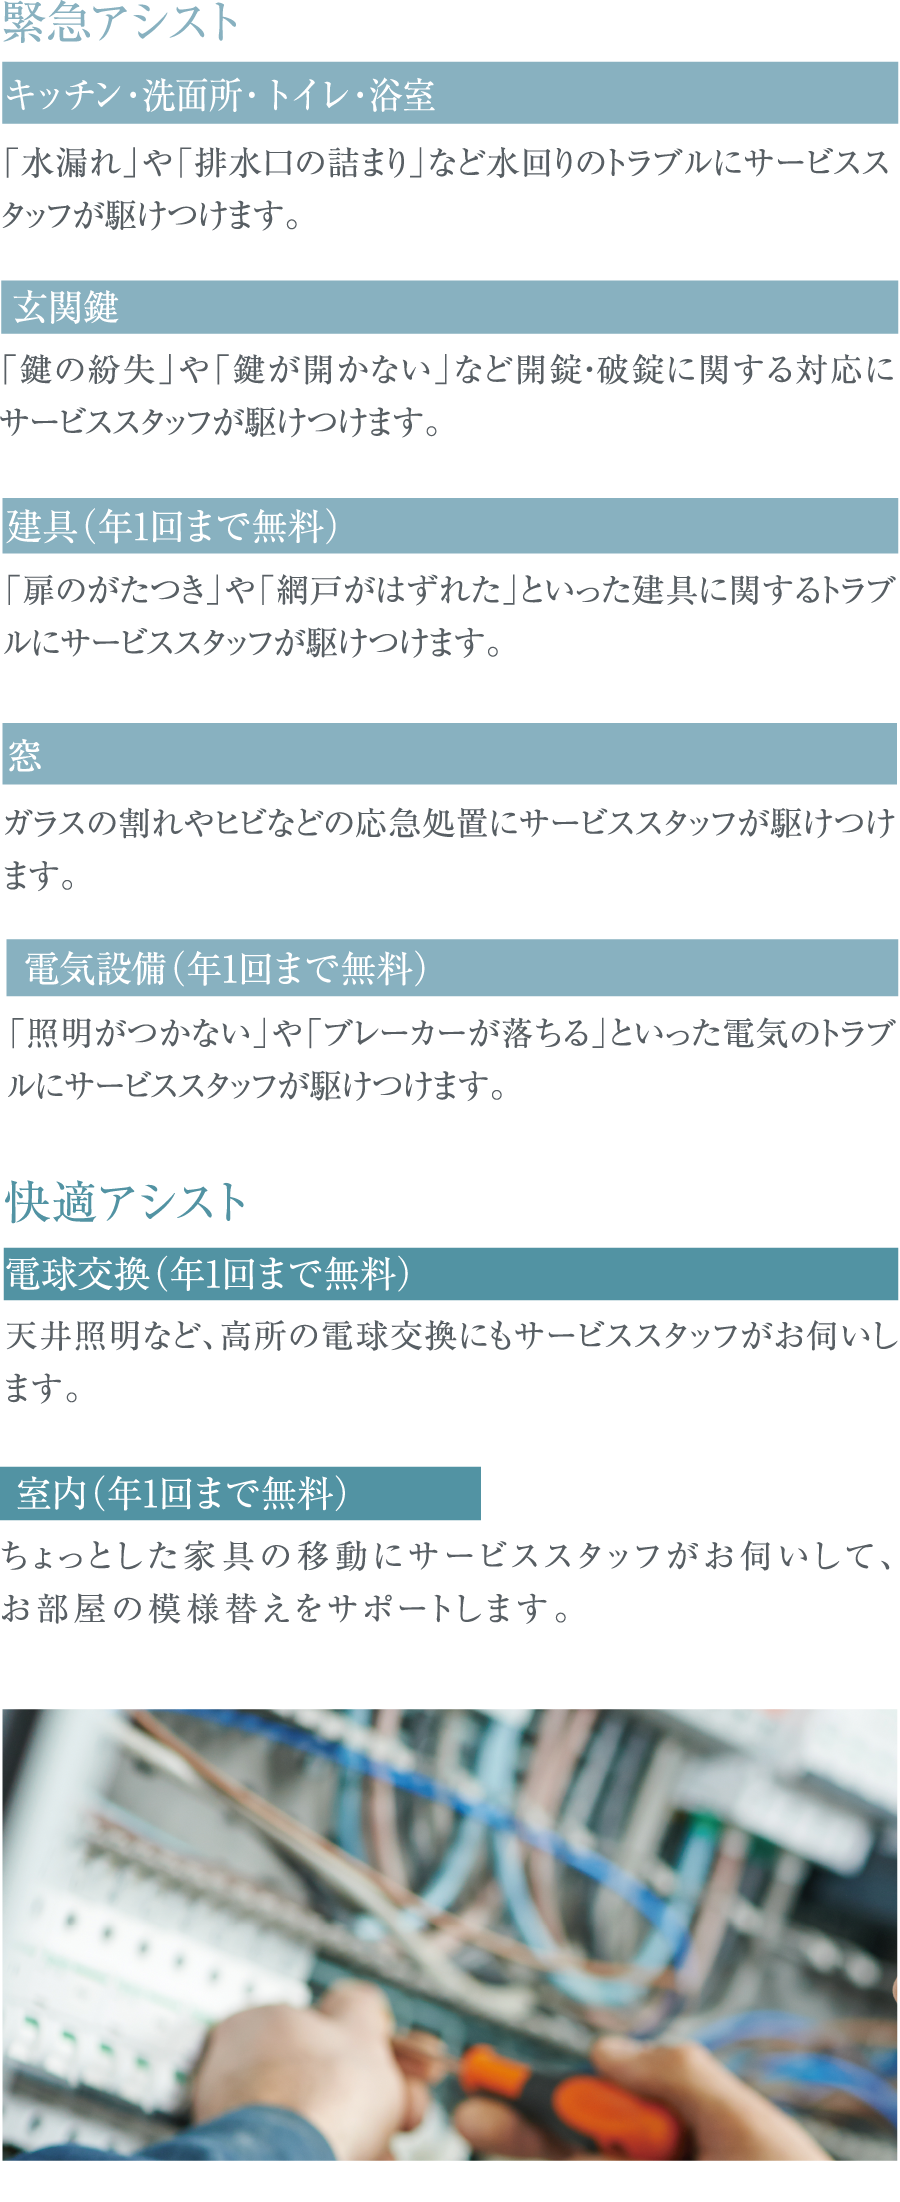 緊急アシスト
キッチン・洗面所・トイレ・浴室
「水漏れ」や「排水口の詰まり」など水回りのトラブルにサービスス
タッフが駆けつけます。
玄関鍵
「鍵の紛失」や「鍵が開かない」など開錠・破錠に関する対応に
サービススタッフが駆けつけます。
建具（年1回まで無料）
「扉のがたつき」や「網戸がはずれた」といった建具に関するトラブ
ルにサービススタッフが駆けつけます。
窓
ガラスの割れやヒビなどの応急処置にサービススタッフが駆けつけ
ます。
電気設備（年1回まで無料）
「照明がつかない」や「ブレーカーが落ちる」といった電気のトラブ
ルにサービススタッフが駆けつけます。
快適アシスト
電球交換（年1回まで無料）
天井照明など、高所の電球交換にもサービススタッフがお伺いし
ます。
室内（年1回まで無料）
ちょっとした家具の移動にサービススタッフがお伺いして、
お部屋の模様替えをサポートします。